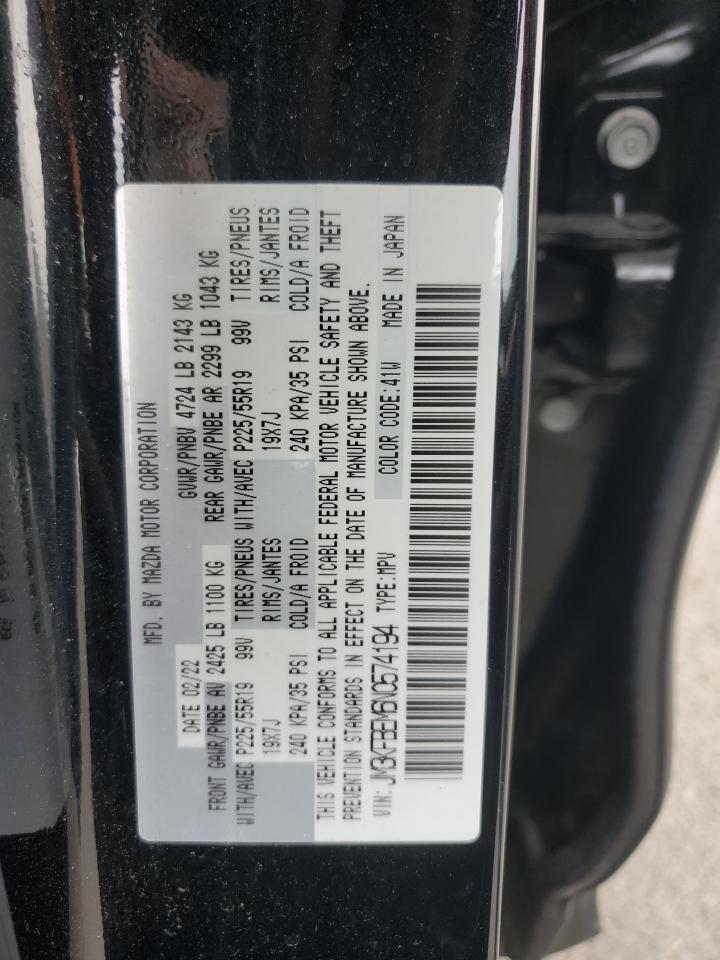 MFD. BY MAZDA MOTOR CORPORATION
DATE 02/22 GVWR/PNBV 4724 LB 2143 KG
FRONT GAWR/PNBE AV 2425 LB 1100 KG REAR GAWR/PNBE AR 2299 LB 1043 KG
WITH/AVEC P225/55R19 99V TIRES/PNEUS WITH/AVEC P225/55R19 99V TIRES/PNEUS
19X7J RIMS/JANTES 19X7J RIMS/JANTES
240 KPA/35 PSI COLD/A FROID 240 KPA/35 PSI COLD/A FROID
THIS VEHICLE CONFORMS TO ALL APPLICABLE FEDERAL MOTOR VEHICLE SAFETY AND THEFT
PREVENTION STANDARDS IN EFFECT ON THE DATE OF MANUFACTURE SHOWN ABOVE.
VIN: JM3KFBEM6N0574194 TYPE:MPV COLOR CODE:41W MADE IN JAPAN